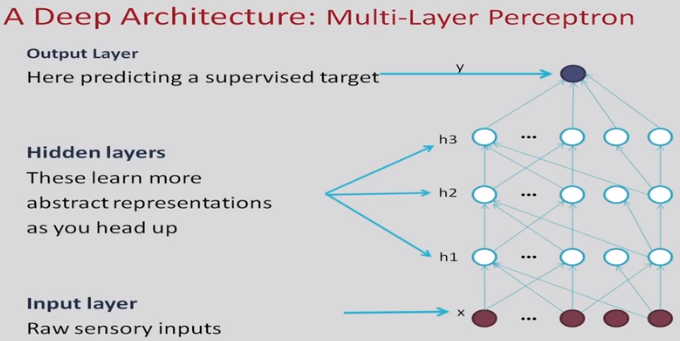 A Deep Architecture: Multi-Layer Perceptron
Output Layer
Here predicting a supervised target
y
Hidden layers
These learn more
abstract representations
as you head up
h3
...
h2
...
h1
...
Input layer
Raw sensory inputs
x
...